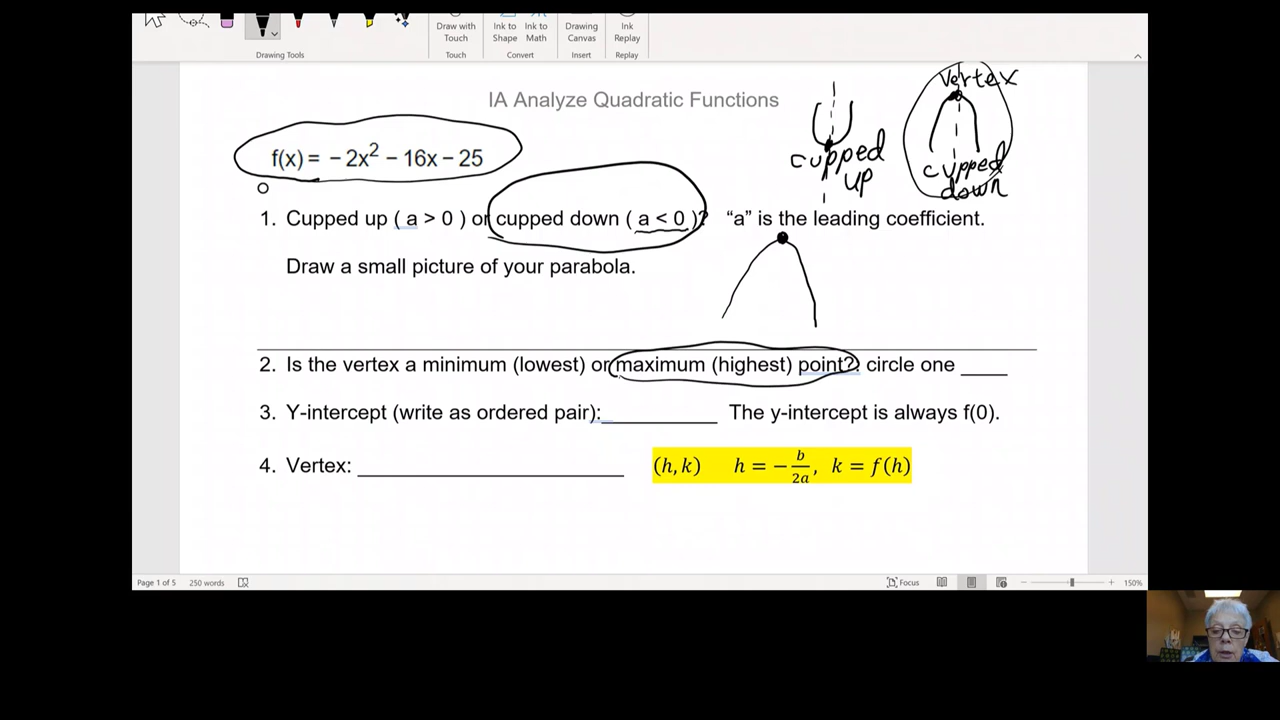 Draw with Touch
Ink to Shape
Ink to Math
Drawing Canvas
Ink Replay
Drawing Tools
Touch
Convert
Insert
Replay
IA Analyze Quadratic Functions
vertex
f(x) = − 2x² − 16x − 25
cupped up
cupped down
1. Cupped up ( a > 0 ) or cupped down ( a < 0 )? “a” is the leading coefficient.
Draw a small picture of your parabola.
2. Is the vertex a minimum (lowest) or maximum (highest) point?. circle one ____
3. Y-intercept (write as ordered pair):__________ The y-intercept is always f(0).
4. Vertex: ______________________ (h, k) h = − b/2a, k = f(h)
Page 1 of 5 250 words Focus 150%